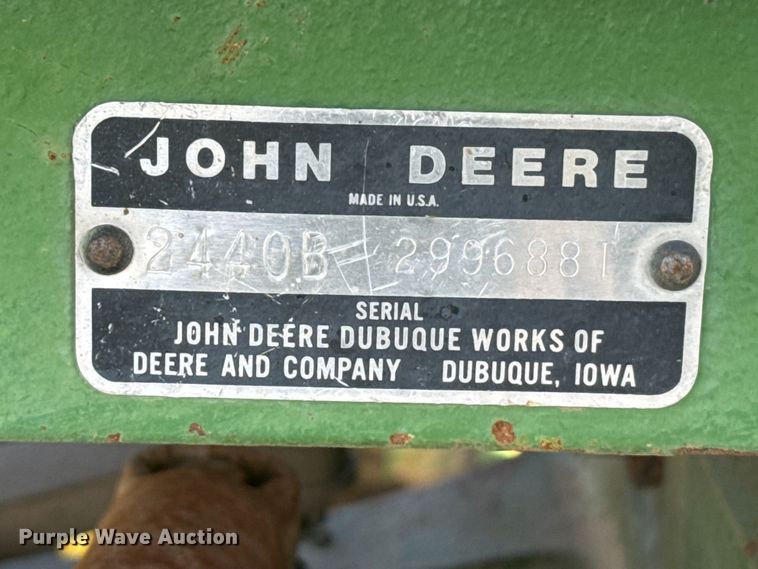 JOHN DEERE
MADE IN U.S.A.
2440B 299688T
SERIAL
JOHN DEERE DUBUQUE WORKS OF
DEERE AND COMPANY DUBUQUE, IOWA
Purple Wave Auction